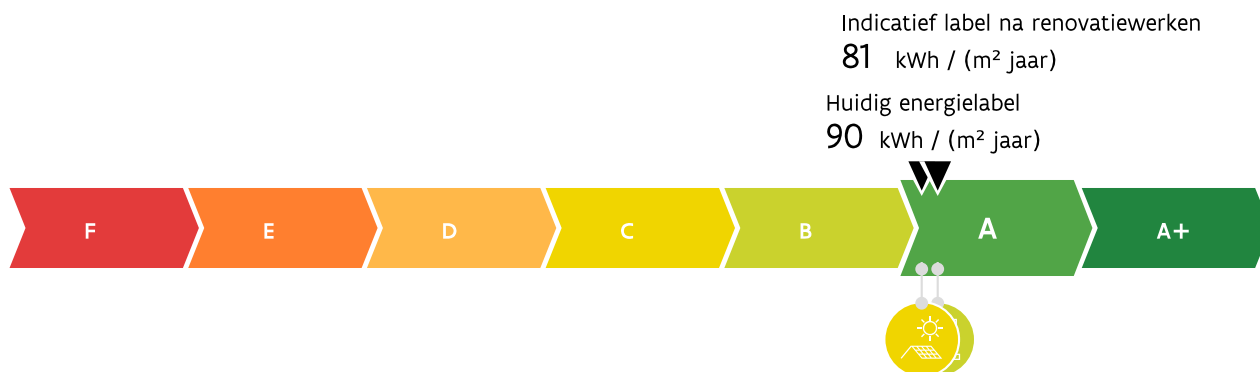 Indicatief label na renovatiewerken
81 kWh / (m² jaar)
Huidig energielabel
90 kWh / (m² jaar)
F E D C B A A+